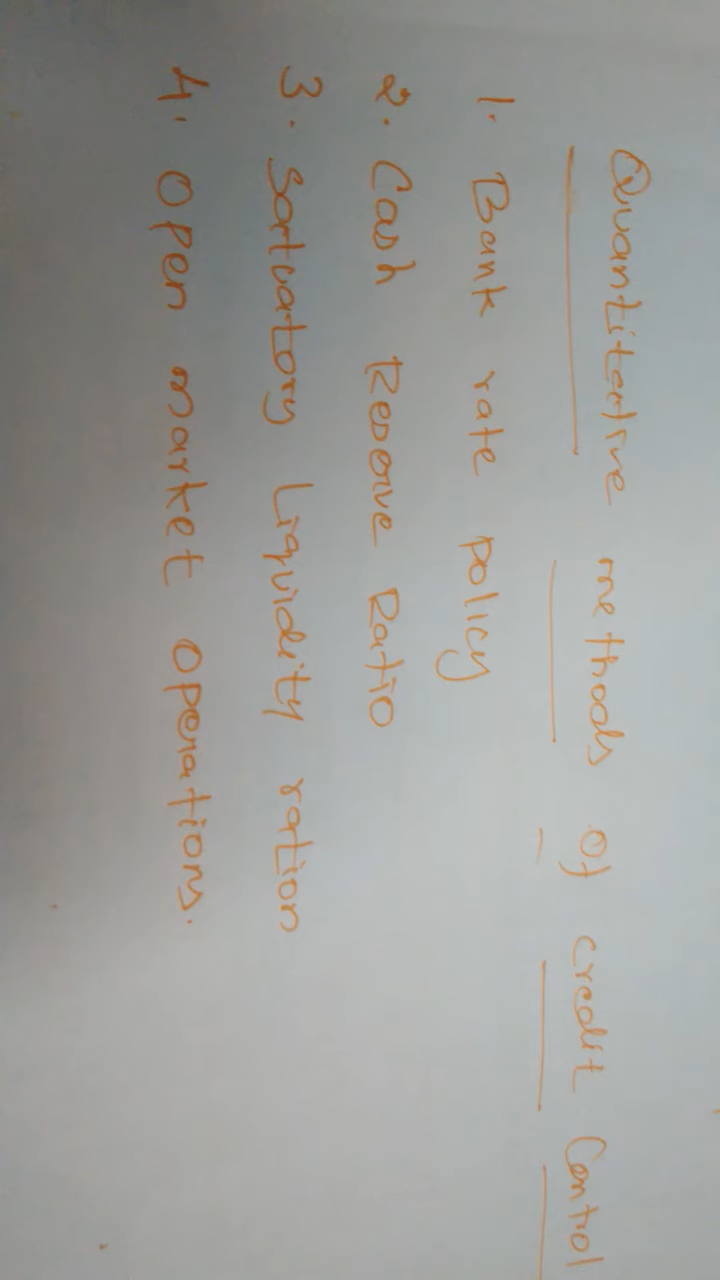 Quantitative methods of credit Control
1. Bank rate policy
2. Cash Reserve Ratio
3. Sartuatory Liquidity ration
4. Open market operations.